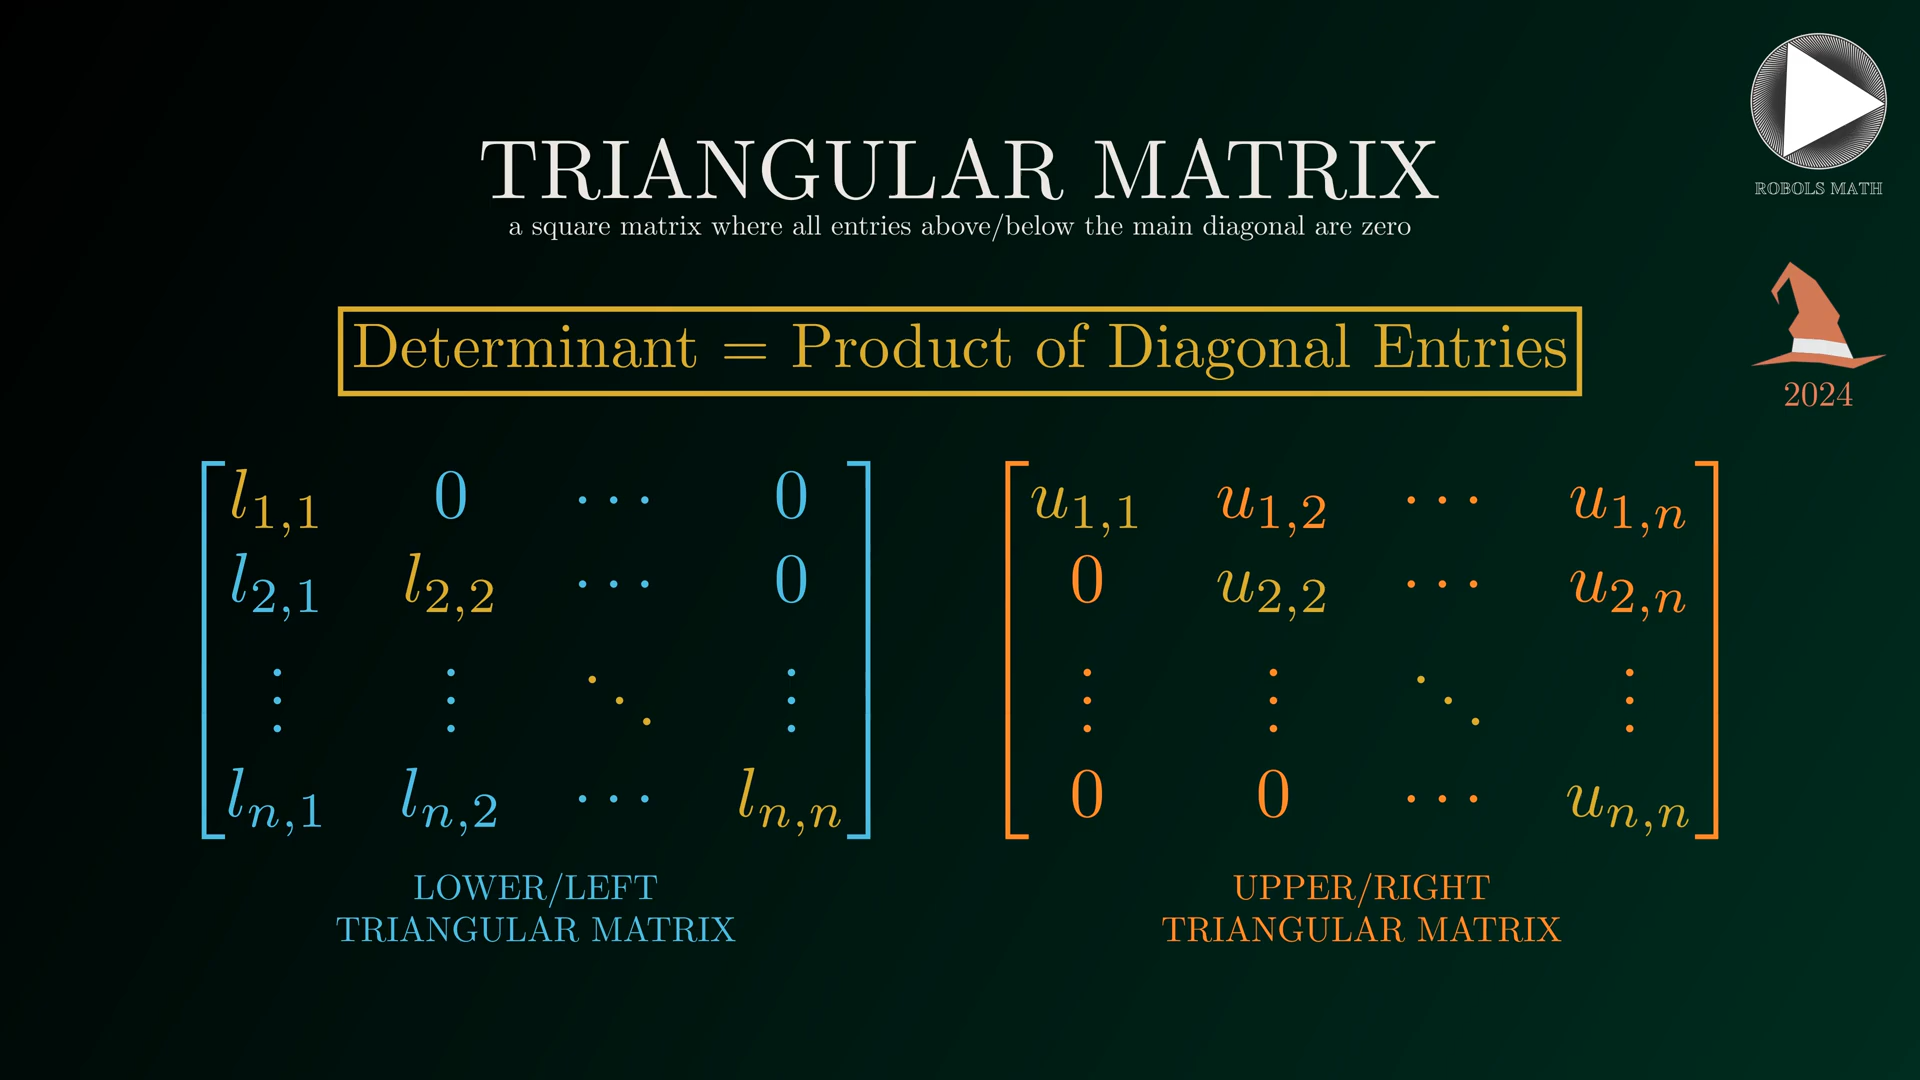 TRIANGULAR MATRIX
a square matrix where all entries above/below the main diagonal are zero
ROBOLS MATH
2024
Determinant = Product of Diagonal Entries
l1,1 0 ··· 0
l2,1 l2,2 ··· 0
⋮ ⋮ ⋱ ⋮
ln,1 ln,2 ··· ln,n
LOWER/LEFT
TRIANGULAR MATRIX
u1,1 u1,2 ··· u1,n
0 u2,2 ··· u2,n
⋮ ⋮ ⋱ ⋮
0 0 ··· un,n
UPPER/RIGHT
TRIANGULAR MATRIX